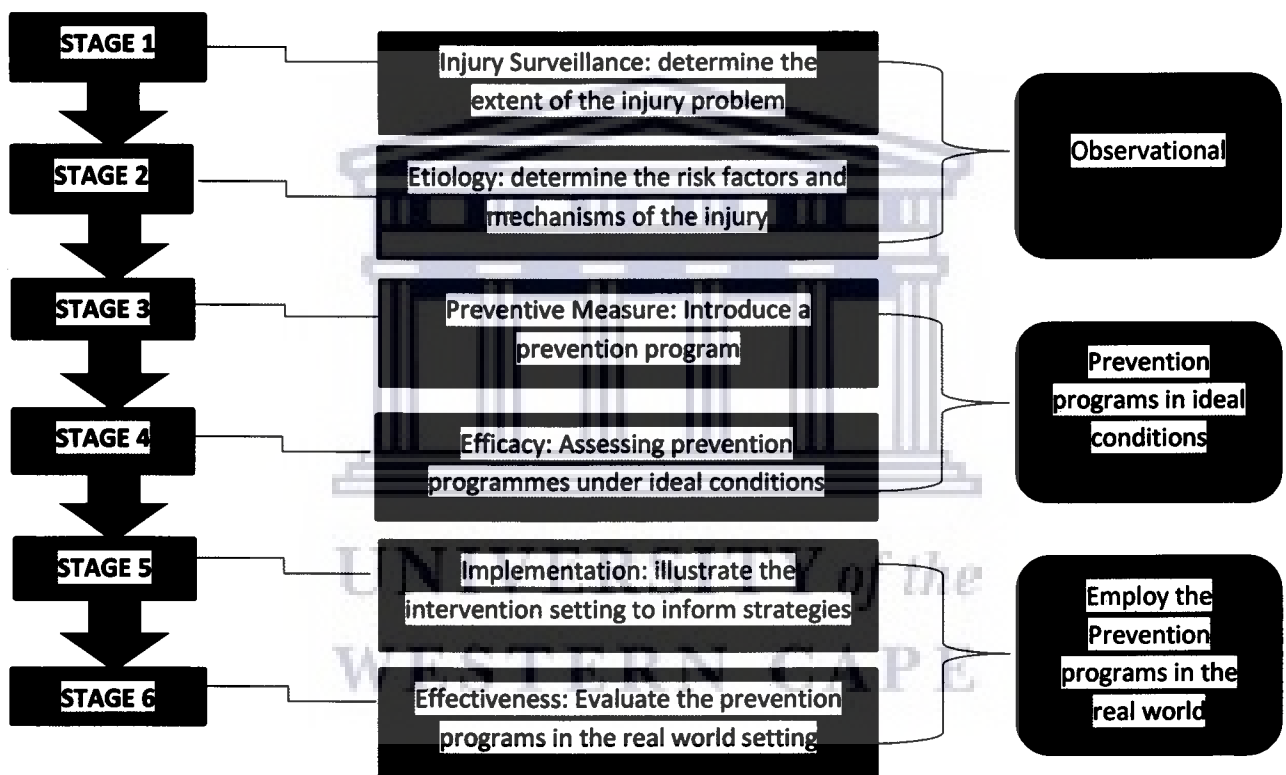 STAGE 1
Injury Surveillance: determine the
extent of the injury problem
STAGE 2
Etiology: determine the risk factors and
mechanisms of the injury
Observational
STAGE 3
Preventive Measure: Introduce a
prevention program
STAGE 4
Efficacy: Assessing prevention
programmes under ideal conditions
Prevention
programs in ideal
conditions
STAGE 5
Implementation: illustrate the
intervention setting to inform strategies
STAGE 6
Effectiveness: Evaluate the prevention
programs in the real world setting
Employ the
Prevention
programs in the
real world
UNIVERSITY of the
WESTERN CAPE